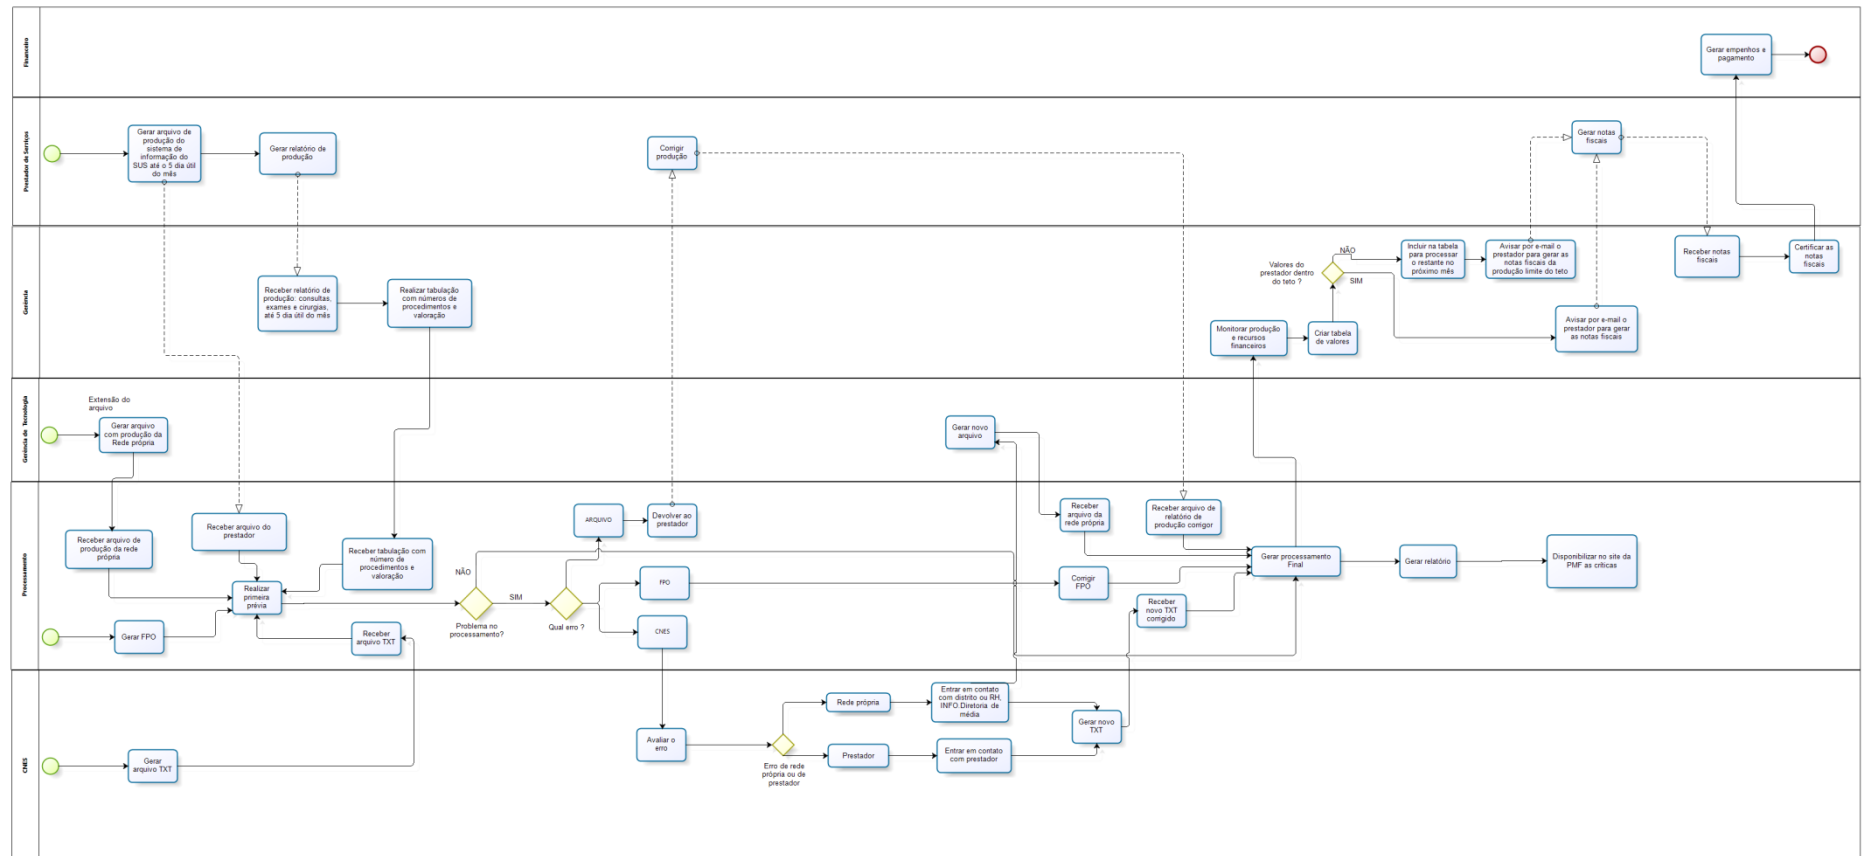 Financeiro
Gerar empenhos e
pagamento
Prestador de Serviços
Gerar arquivo de
produção do
sistema de
informação do
SUS até o 5 dia útil
do mês
Gerar relatório de
produção
Corrigir
produção
Gerar notas
fiscais
Gerência
Receber relatório de
produção: consultas,
exames e cirurgias,
até 5 dia útil do mês
Realizar tabulação
com números de
procedimentos e
valoração
Monitorar produção
e recursos
financeiros
Criar tabela
de valores
Valores do
prestador dentro
do teto ?
NÃO
SIM
Incluir na tabela
para processar
o restante no
próximo mês
Avisar por e-mail o
prestador para gerar as
notas fiscais da
produção limite do teto
Avisar por e-mail o
prestador para gerar
as notas fiscais
Receber notas
fiscais
Certificar as
notas
fiscais
Gerência de Tecnologia
Extensão do
arquivo
Gerar arquivo
com produção da
Rede própria
Gerar novo
arquivo
Processamento
Receber arquivo de
produção da rede
própria
Receber arquivo do
prestador
Receber tabulação com
número de
procedimentos e
valoração
Realizar
primeira
prévia
Gerar FPO
Receber
arquivo TXT
NÃO
Problema no
processamento?
SIM
Qual erro ?
ARQUIVO
Devolver ao
prestador
FPO
CNES
Receber
arquivo da
rede própria
Receber arquivo de
relatório de
produção corrigor
Corrigir
FPO
Receber
novo TXT
corrigido
Gerar processamento
Final
Gerar relatório
Disponibilizar no site da
PMF as críticas
CNES
Gerar
arquivo TXT
Avaliar o
erro
Erro de rede
própria ou de
prestador
Rede própria
Entrar em contato
com distrito ou RH,
INFO.Diretoria de
média
Prestador
Entrar em contato
com prestador
Gerar novo
TXT